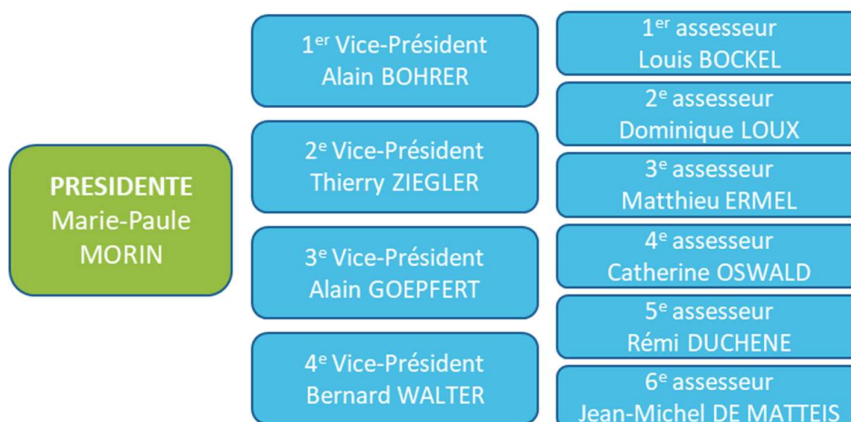 PRESIDENTE
Marie-Paule
MORIN
1er Vice-Président
Alain BOHRER
2e Vice-Président
Thierry ZIEGLER
3e Vice-Président
Alain GOEPFERT
4e Vice-Président
Bernard WALTER
1er assesseur
Louis BOCKEL
2e assesseur
Dominique LOUX
3e assesseur
Matthieu ERMEL
4e assesseur
Catherine OSWALD
5e assesseur
Rémi DUCHENE
6e assesseur
Jean-Michel DE MATTEIS